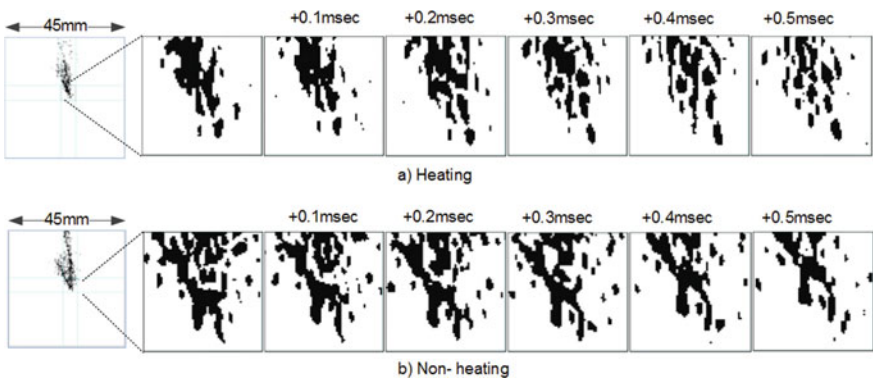 +0.1msec +0.2msec +0.3msec +0.4msec +0.5msec
45mm
a) Heating
+0.1msec +0.2msec +0.3msec +0.4msec +0.5msec
45mm
b) Non- heating